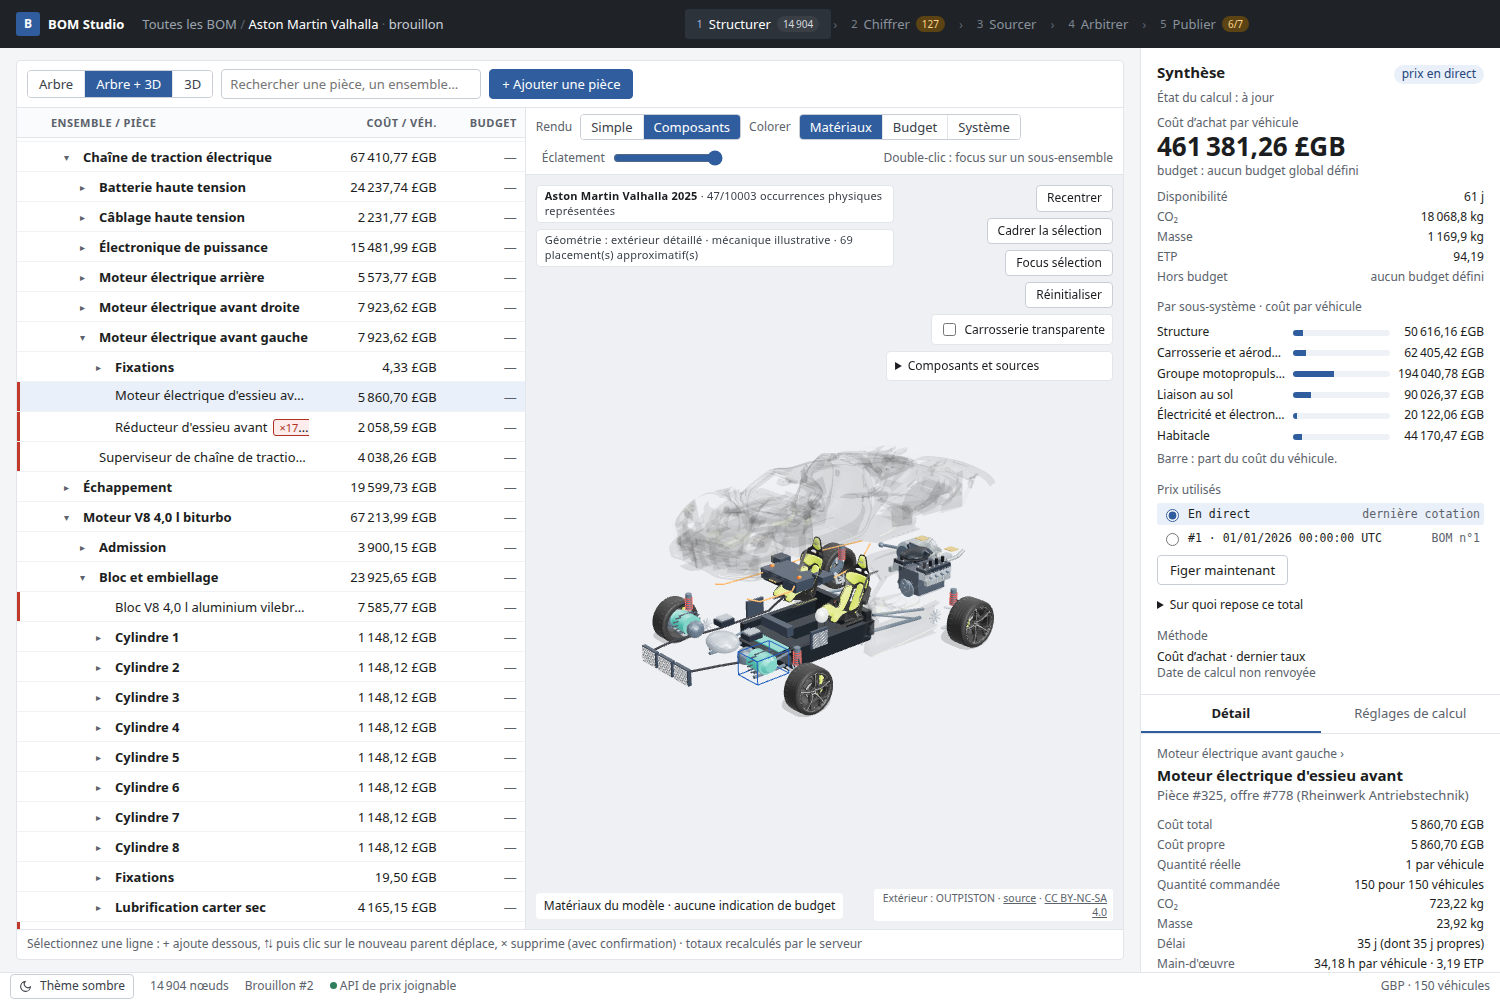 B BOM Studio Toutes les BOM / Aston Martin Valhalla · brouillon 1 Structurer 14 904 › 2 Chiffrer 127 › 3 Sourcer › 4 Arbitrer › 5 Publier 6/7
Arbre Arbre + 3D 3D Rechercher une pièce, un ensemble... + Ajouter une pièce
ENSEMBLE / PIÈCE COÛT / VÉH. BUDGET
▾ Chaîne de traction électrique 67 410,77 £GB —
▸ Batterie haute tension 24 237,74 £GB —
▸ Câblage haute tension 2 231,77 £GB —
▸ Électronique de puissance 15 481,99 £GB —
▸ Moteur électrique arrière 5 573,77 £GB —
▸ Moteur électrique avant droite 7 923,62 £GB —
▾ Moteur électrique avant gauche 7 923,62 £GB —
▸ Fixations 4,33 £GB —
Moteur électrique d'essieu av... 5 860,70 £GB —
Réducteur d'essieu avant ×17... 2 058,59 £GB —
Superviseur de chaîne de tractio... 4 038,26 £GB —
▸ Échappement 19 599,73 £GB —
▾ Moteur V8 4,0 l biturbo 67 213,99 £GB —
▸ Admission 3 900,15 £GB —
▾ Bloc et embiellage 23 925,65 £GB —
Bloc V8 4,0 l aluminium vilebr... 7 585,77 £GB —
▸ Cylindre 1 1 148,12 £GB —
▸ Cylindre 2 1 148,12 £GB —
▸ Cylindre 3 1 148,12 £GB —
▸ Cylindre 4 1 148,12 £GB —
▸ Cylindre 5 1 148,12 £GB —
▸ Cylindre 6 1 148,12 £GB —
▸ Cylindre 7 1 148,12 £GB —
▸ Cylindre 8 1 148,12 £GB —
▸ Fixations 19,50 £GB —
▸ Lubrification carter sec 4 165,15 £GB —
Rendu Simple Composants Colorer Matériaux Budget Système
Éclatement Double-clic : focus sur un sous-ensemble
Aston Martin Valhalla 2025 · 47/10003 occurrences physiques
représentées
Géométrie : extérieur détaillé · mécanique illustrative · 69
placement(s) approximatif(s)
Recentrer
Cadrer la sélection
Focus sélection
Réinitialiser
Carrosserie transparente
▶ Composants et sources
Matériaux du modèle · aucune indication de budget
Extérieur : OUTPISTON · source · CC BY-NC-SA
4.0
Sélectionnez une ligne : + ajoute dessous, ⇅ puis clic sur le nouveau parent déplace, × supprime (avec confirmation) · totaux recalculés par le serveur
Synthèse prix en direct
État du calcul : à jour
Coût d'achat par véhicule
461 381,26 £GB
budget : aucun budget global défini
Disponibilité 61 j
CO₂ 18 068,8 kg
Masse 1 169,9 kg
ETP 94,19
Hors budget aucun budget défini
Par sous-système · coût par véhicule
Structure 50 616,16 £GB
Carrosserie et aérod... 62 405,42 £GB
Groupe motopropuls... 194 040,78 £GB
Liaison au sol 90 026,37 £GB
Électricité et électron... 20 122,06 £GB
Habitacle 44 170,47 £GB
Barre : part du coût du véhicule.
Prix utilisés
En direct dernière cotation
#1 · 01/01/2026 00:00:00 UTC BOM n°1
Figer maintenant
▶ Sur quoi repose ce total
Méthode
Coût d'achat · dernier taux
Date de calcul non renvoyée
Détail Réglages de calcul
Moteur électrique avant gauche ›
Moteur électrique d'essieu avant
Pièce #325, offre #778 (Rheinwerk Antriebstechnik)
Coût total 5 860,70 £GB
Coût propre 5 860,70 £GB
Quantité réelle 1 par véhicule
Quantité commandée 150 pour 150 véhicules
CO₂ 723,22 kg
Masse 23,92 kg
Délai 35 j (dont 35 j propres)
Main-d'œuvre 34,18 h par véhicule · 3,19 ETP
Thème sombre 14 904 nœuds Brouillon #2 API de prix joignable GBP · 150 véhicules